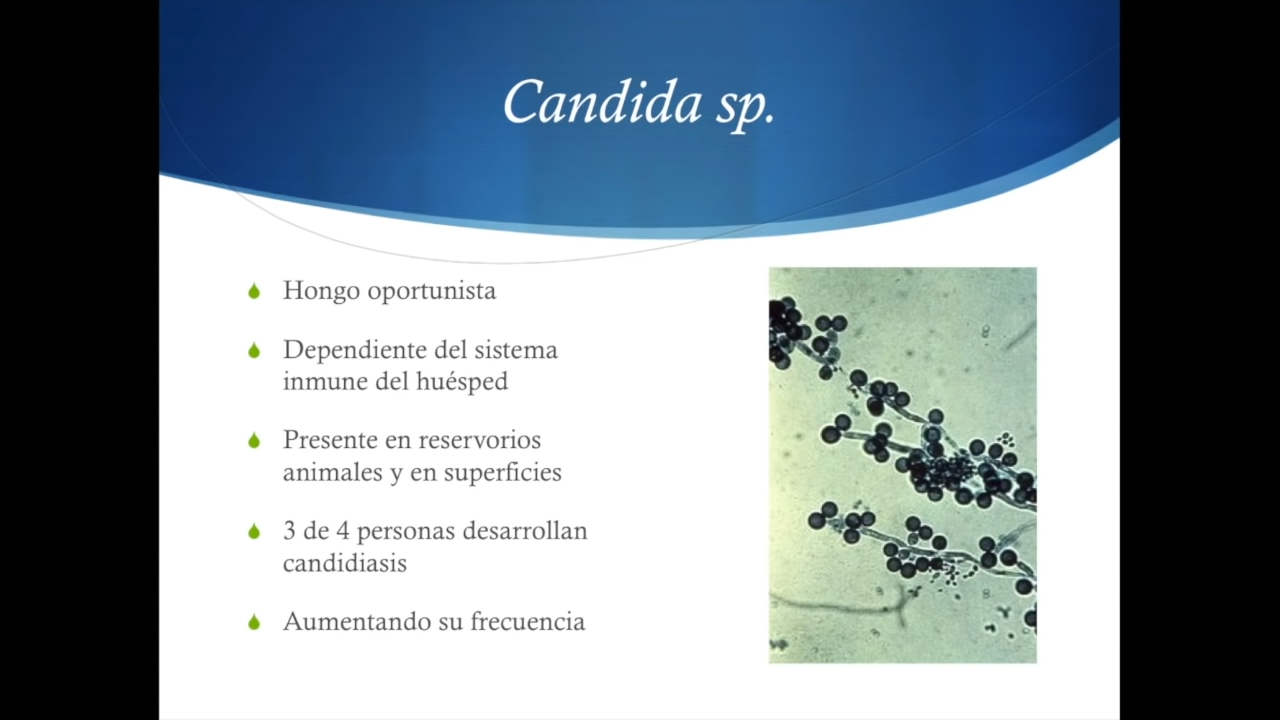 Candida sp.
Hongo oportunista
Dependiente del sistema
inmune del huésped
Presente en reservorios
animales y en superficies
3 de 4 personas desarrollan
candidiasis
Aumentando su frecuencia